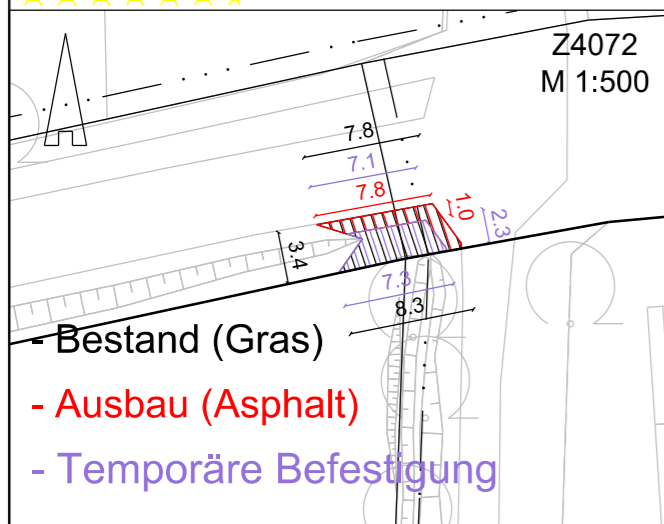 Z4072
M 1:500
7.8
7.1
7.8
1.0
2.3
3.4
7.3
8.3
- Bestand (Gras)
- Ausbau (Asphalt)
- Temporäre Befestigung